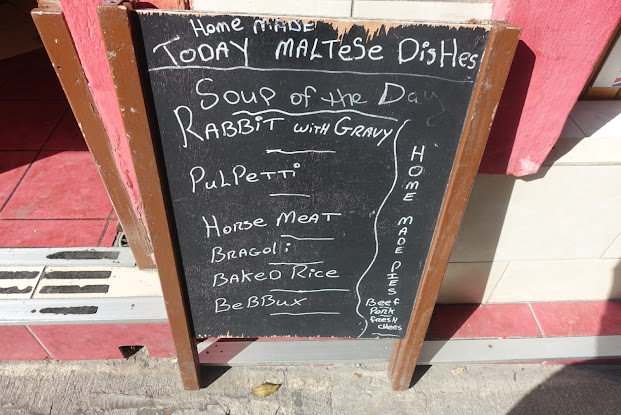 Home MADE
TODAY MALTESE DISHES
Soup of the Day
RABBIT with GRAVY
PULPETTI
HORSE MEAT
BRAGOLI
BAKED RICE
BEBBUX
HOME MADE PIES
Beef
Pork
fresh
chees